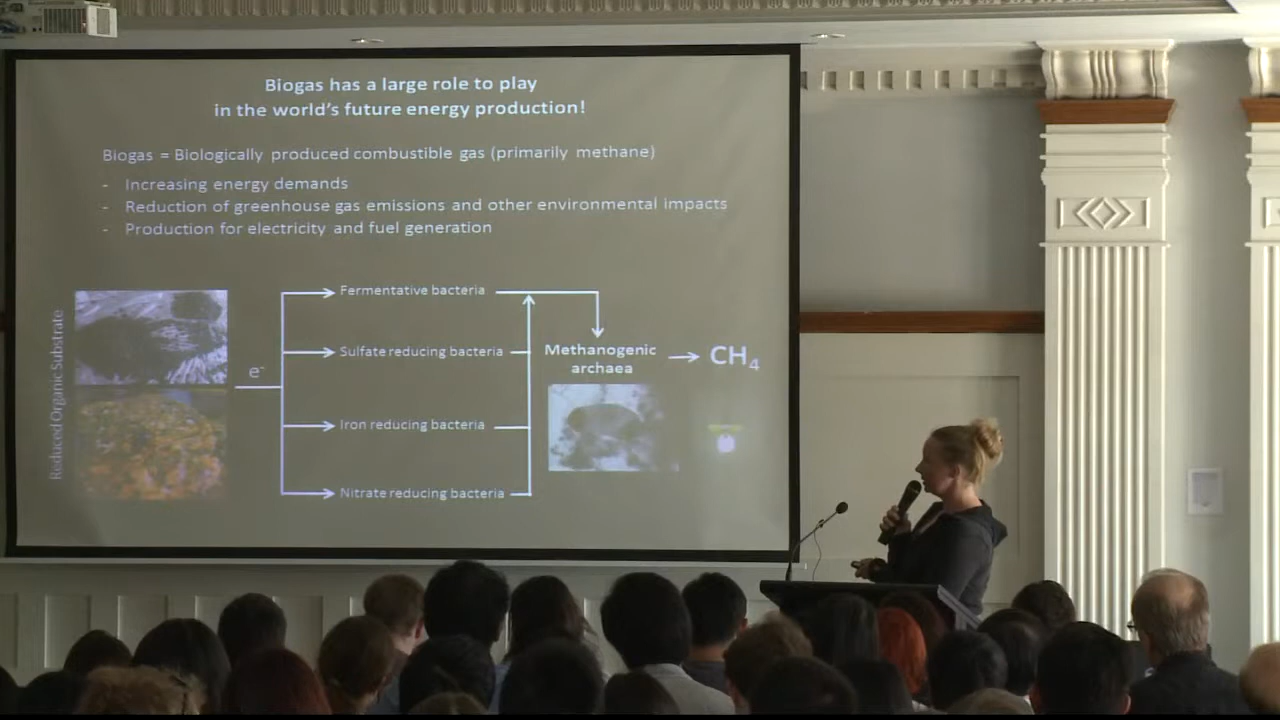 Biogas has a large role to play
in the world's future energy production!
Biogas = Biologically produced combustible gas (primarily methane)
- Increasing energy demands
- Reduction of greenhouse gas emissions and other environmental impacts
- Production for electricity and fuel generation
Reduced Organic Substrate
e-
Fermentative bacteria
Sulfate reducing bacteria
Iron reducing bacteria
Nitrate reducing bacteria
Methanogenic
archaea
CH4